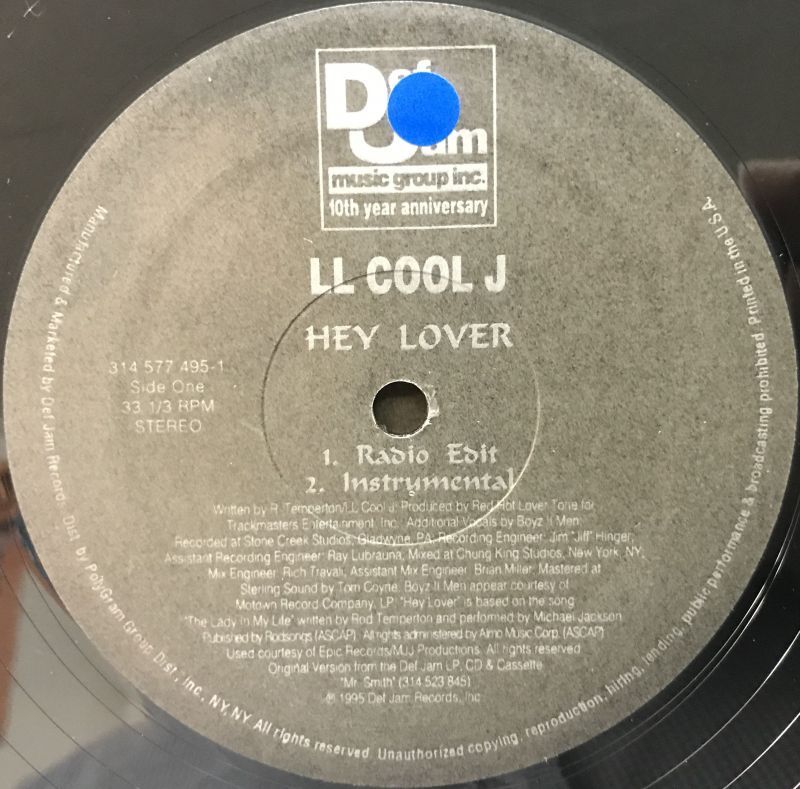 Def
Jam
music group inc.
10th year anniversary
LL COOL J
HEY LOVER
314 577 495-1
Side One
33 1/3 RPM
STEREO
1. Radio Edit
2. Instrumental
Written by R. Temperton/LL Cool J; Produced by Red Hot Lover Tone for
Trackmasters Entertainment, Inc.; Additional Vocals by Boyz II Men;
Recorded at Stone Creek Studios, Gladwyne, PA; Recording Engineer: Jim "Jiff" Hinger;
Assistant Recording Engineer: Ray Lubrauna; Mixed at Chung King Studios, New York, NY;
Mix Engineer: Rich Travali, Assistant Mix Engineer: Brian Miller; Mastered at
Sterling Sound by Tom Coyne; Boyz II Men appear courtesy of
Motown Record Company, LP; "Hey Lover" is based on the song
"The Lady In My Life" written by Rod Temperton and performed by Michael Jackson
Published by Rodsongs (ASCAP). All rights administered by Almo Music Corp. (ASCAP)
Used courtesy of Epic Records/MJJ Productions. All rights reserved
Original Version from the Def Jam LP, CD & Cassette
"Mr. Smith" (314 523 845)
℗ 1995 Def Jam Records, Inc.
Manufactured & Marketed by Def Jam Records. Dist. by PolyGram Group Dist., Inc., NY, NY All rights reserved. Unauthorized copying, reproduction, hiring, lending, public performance & broadcasting prohibited. Printed in the U.S.A.